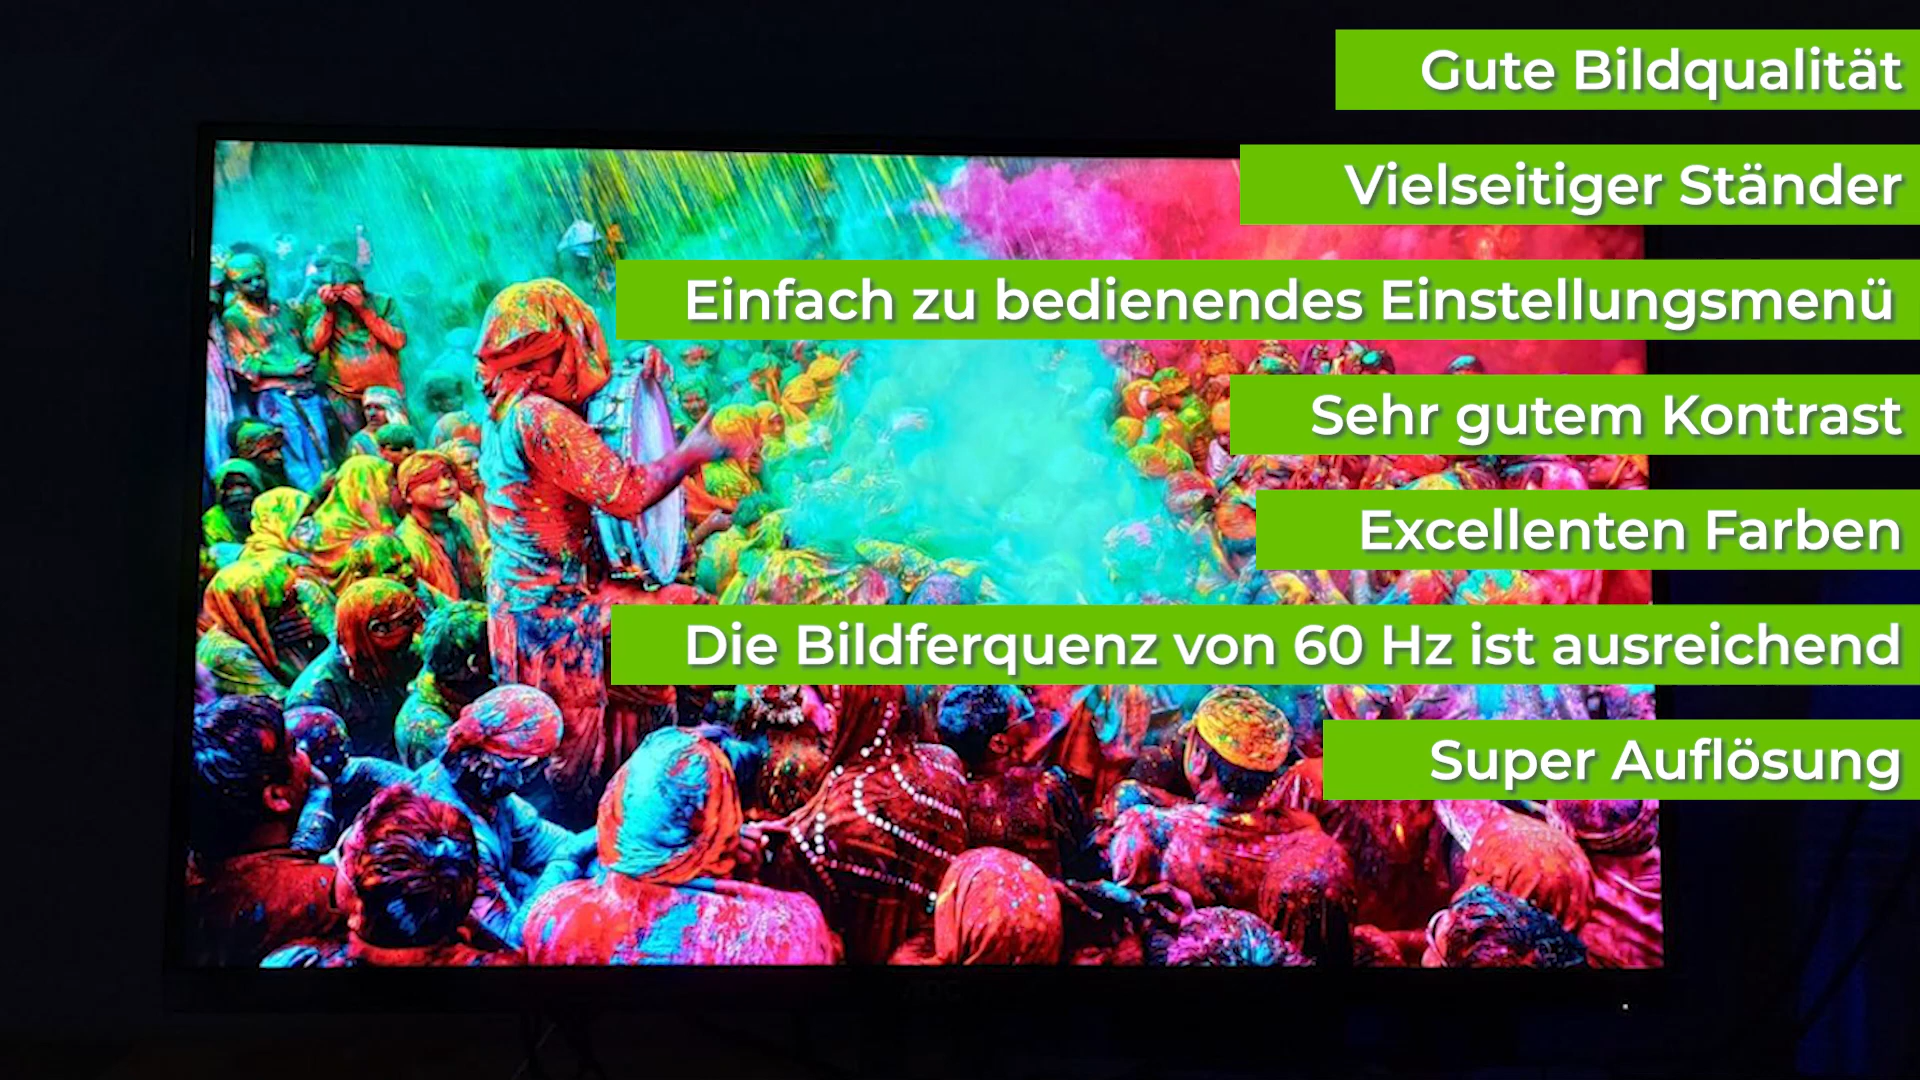 Gute Bildqualität
Vielseitiger Ständer
Einfach zu bedienendes Einstellungsmenü
Sehr gutem Kontrast
Excellenten Farben
Die Bildferquenz von 60 Hz ist ausreichend
Super Auflösung
AOC